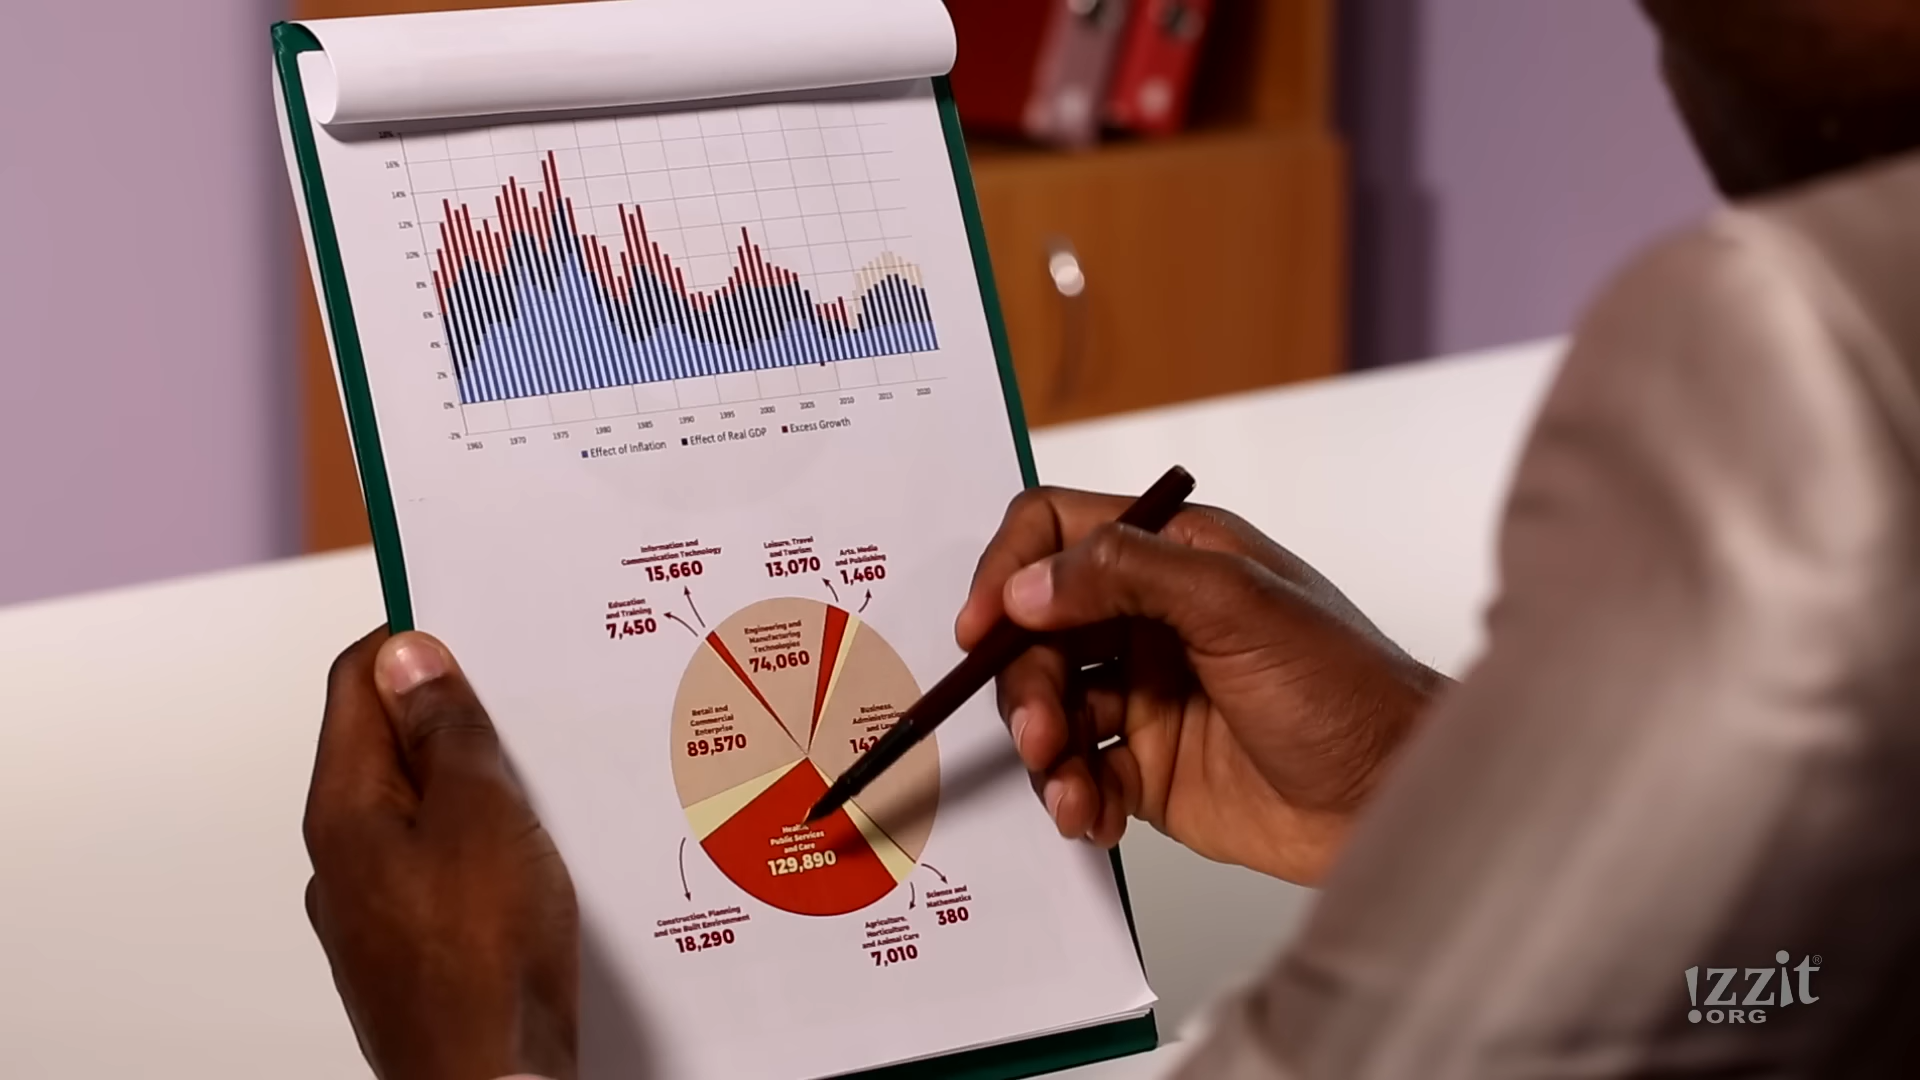 18%
16%
14%
12%
10%
8%
6%
4%
2%
0%
-2%
1965 1970 1975 1980 1985 1990 1995 2000 2005 2010 2015 2020
Effect of Inflation Effect of Real GDP Excess Growth
Information and
Communication Technology
15,660
Leisure, Travel
and Tourism
13,070
Arts, Media
and Publishing
1,460
Education
and Training
7,450
Engineering and
Manufacturing
Technologies
74,060
Retail and
Commercial
Enterprise
89,570
Business,
Administration
and Law
Public Services
and Care
129,890
Construction, Planning
and the Built Environment
18,290
Agriculture,
Horticulture
and Animal Care
7,010
Science and
Mathematics
380
!zzit®
.ORG